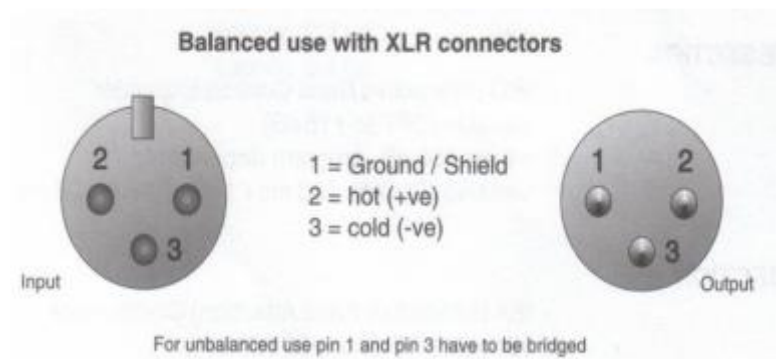 Balanced use with XLR connectors
2 1
3
Input
1 = Ground / Shield
2 = hot (+ve)
3 = cold (-ve)
1 2
3
Output
For unbalanced use pin 1 and pin 3 have to be bridged